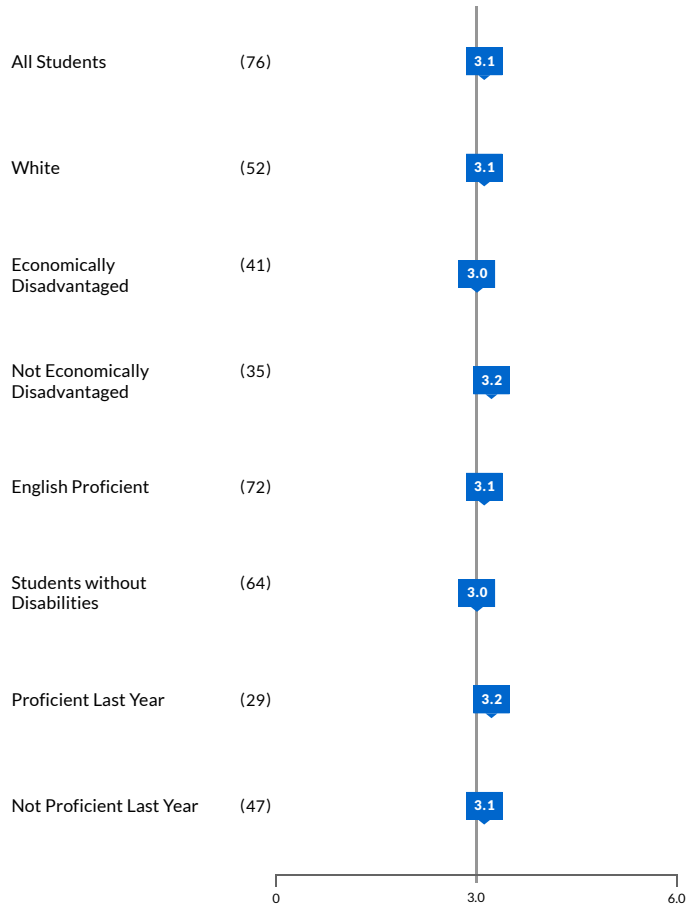 All Students (76) 3.1
White (52) 3.1
Economically (41)
Disadvantaged 3.0
Not Economically (35)
Disadvantaged 3.2
English Proficient (72) 3.1
Students without (64)
Disabilities 3.0
Proficient Last Year (29) 3.2
Not Proficient Last Year (47) 3.1
0 3.0 6.0